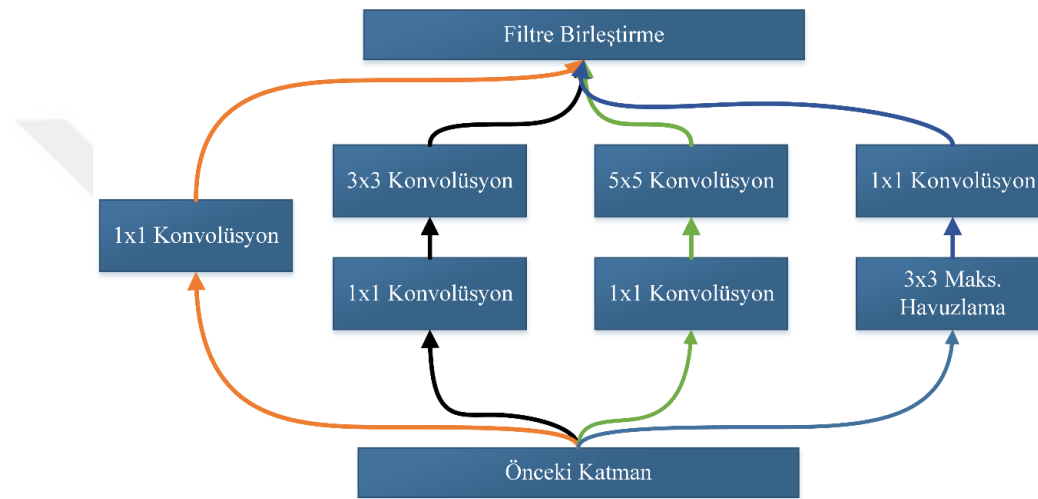 Filtre Birleştirme
3x3 Konvolüsyon
5x5 Konvolüsyon
1x1 Konvolüsyon
1x1 Konvolüsyon
1x1 Konvolüsyon
1x1 Konvolüsyon
3x3 Maks.
Havuzlama
Önceki Katman